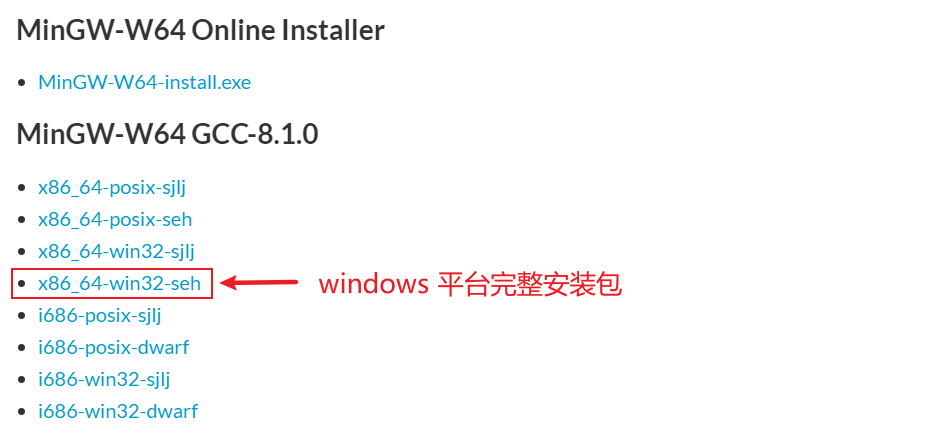 MinGW-W64 Online Installer
MinGW-W64-install.exe
MinGW-W64 GCC-8.1.0
x86_64-posix-sjlj
x86_64-posix-seh
x86_64-win32-sjlj
x86_64-win32-seh windows 平台完整安装包
i686-posix-sjlj
i686-posix-dwarf
i686-win32-sjlj
i686-win32-dwarf